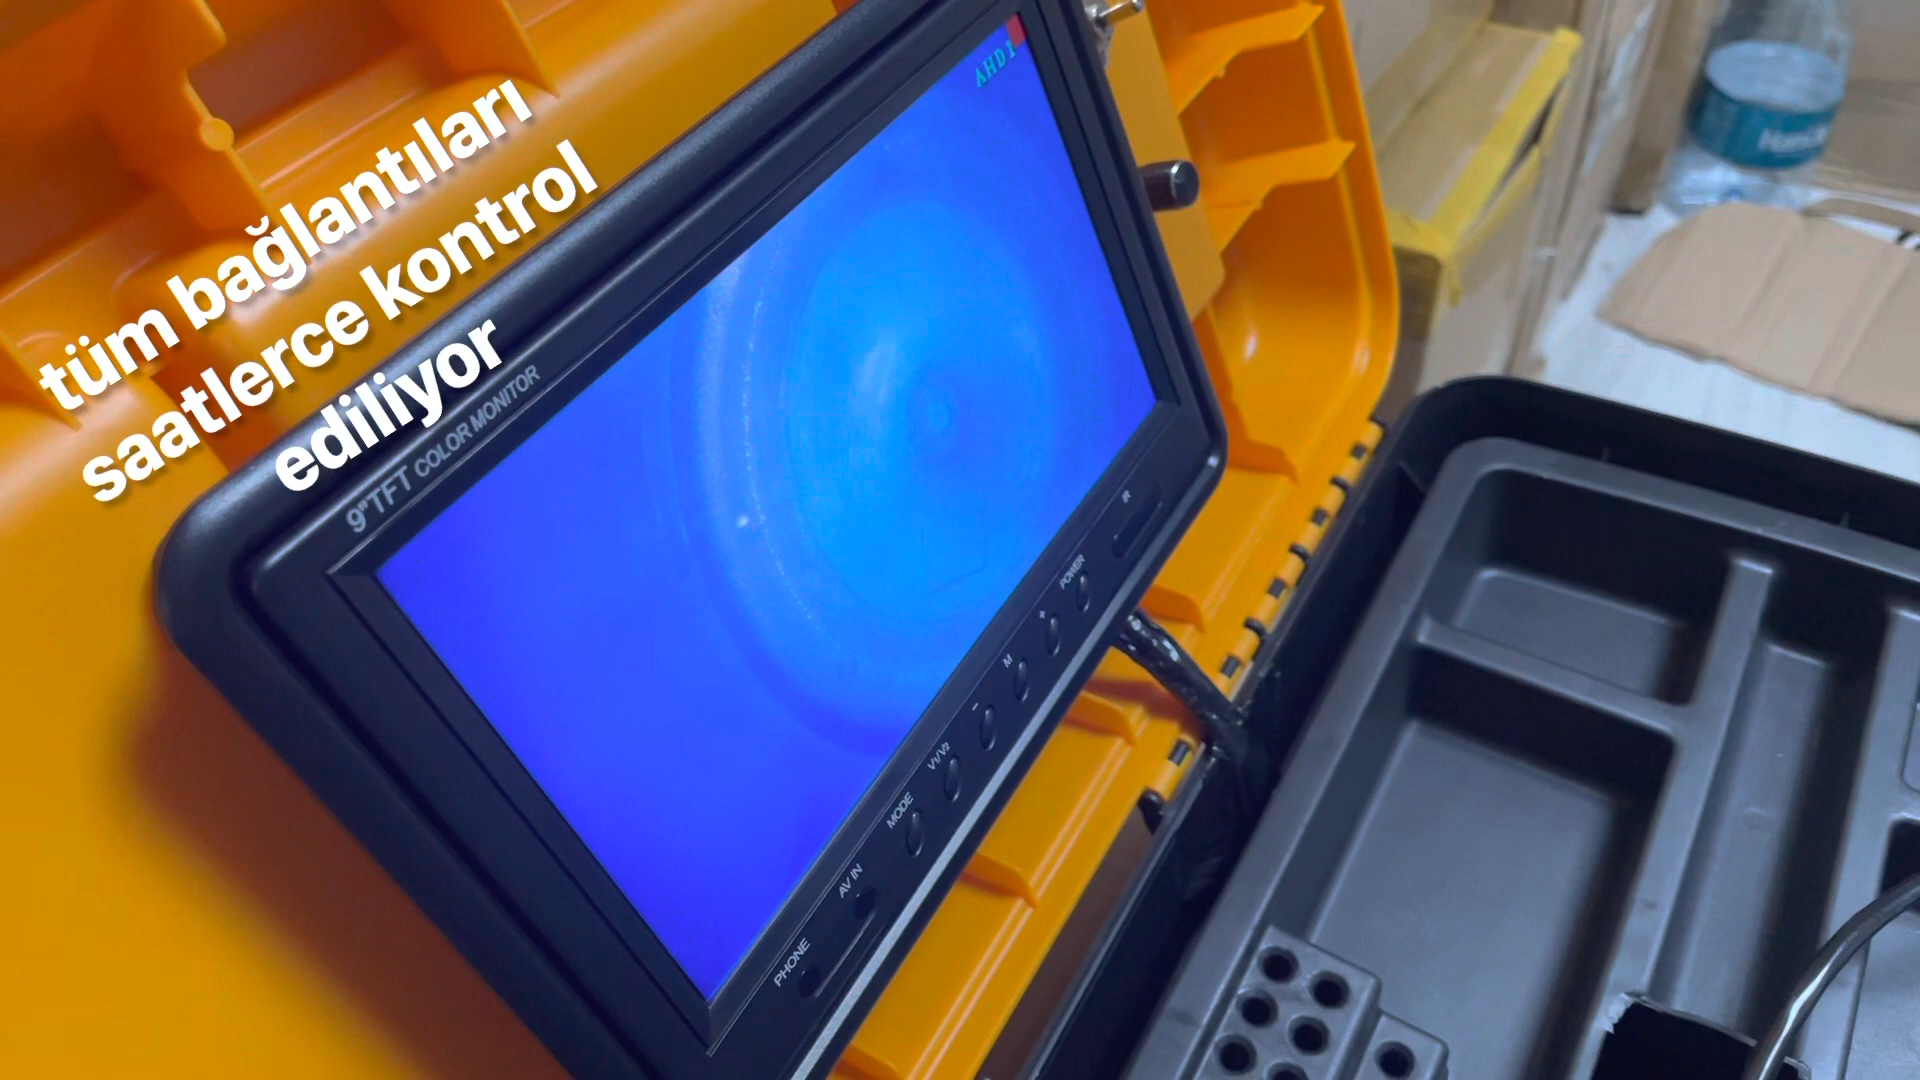 tüm bağlantıları
saatlerce kontrol
ediliyor
AHD1
9"TFT COLOR MONITOR
IR
POWER
+
M
-
V1/V2
MODE
AV IN
PHONE